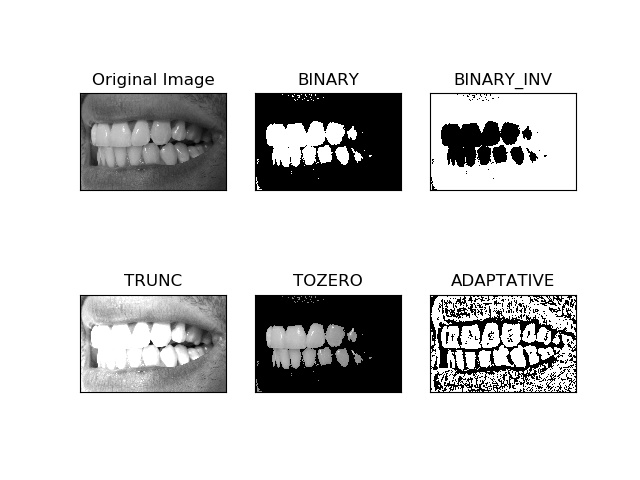 Original Image
BINARY
BINARY_INV
TRUNC
TOZERO
ADAPTATIVE